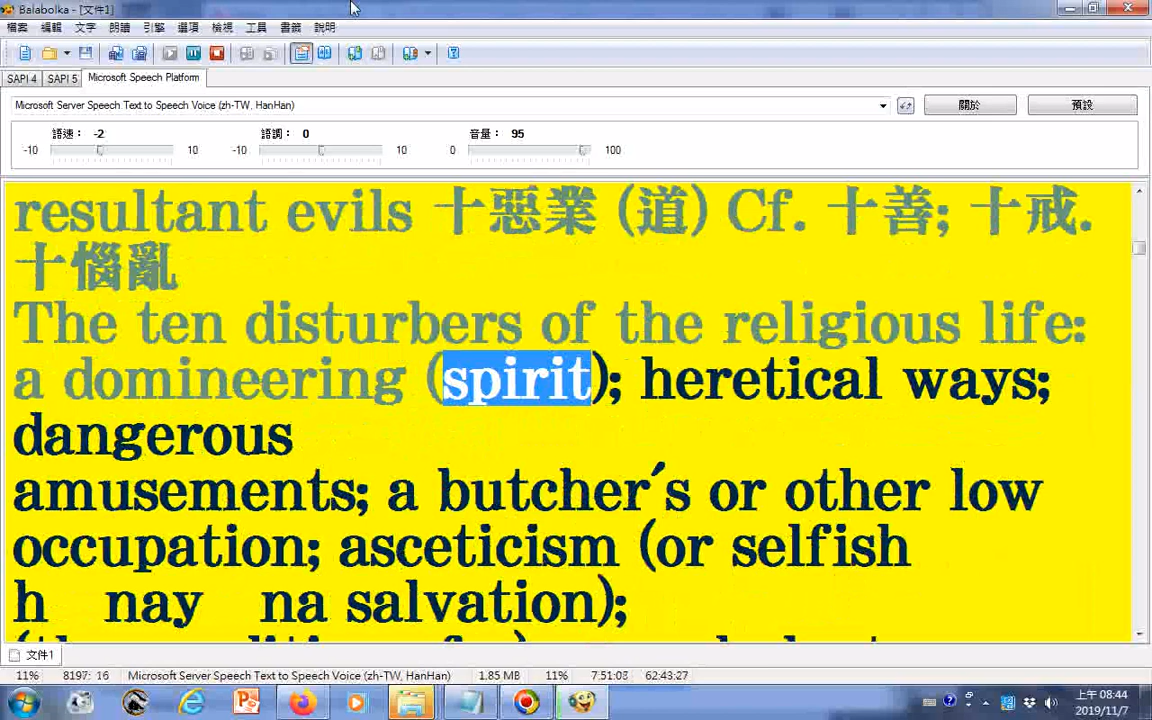 Balabolka - [文件1]
檔案 編輯 文字 朗讀 引擎 選項 檢視 工具 書籤 說明
SAPI 4 SAPI 5 Microsoft Speech Platform
Microsoft Server Speech Text to Speech Voice (zh-TW, HanHan) 關於 預設
語速： -2 語調： 0 音量： 95
-10 10 -10 10 0 100
resultant evils 十惡業 (道) Cf. 十善; 十戒.
十惱亂
The ten disturbers of the religious life:
a domineering (spirit); heretical ways;
dangerous
amusements; a butcher's or other low
occupation; asceticism (or selfish
h nay na salvation);
文件1
11% 8197: 16 Microsoft Server Speech Text to Speech Voice (zh-TW, HanHan) 1.85 MB 11% 7:51:08 62:43:27
上午 08:44
2019/11/7